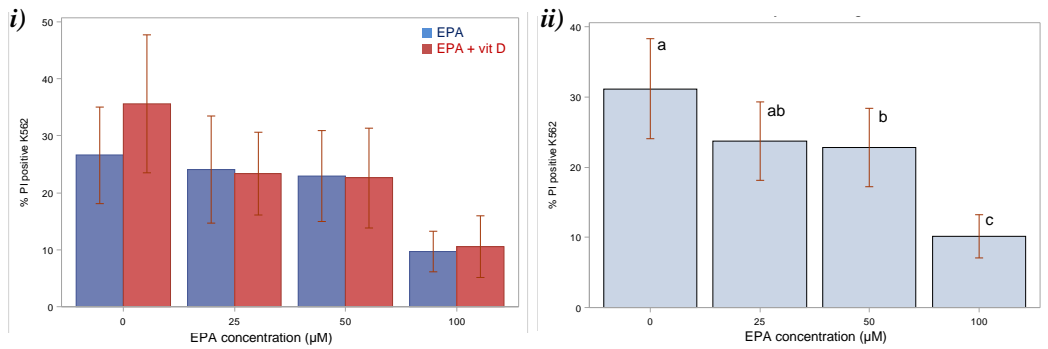 i)
50
40
30
20
10
0
% PI positive K562
EPA
EPA + vit D
0 25 50 100
EPA concentration (µM)
ii)
40
30
20
10
0
% PI positive K562
a
ab
b
c
0 25 50 100
EPA concentration (µM)